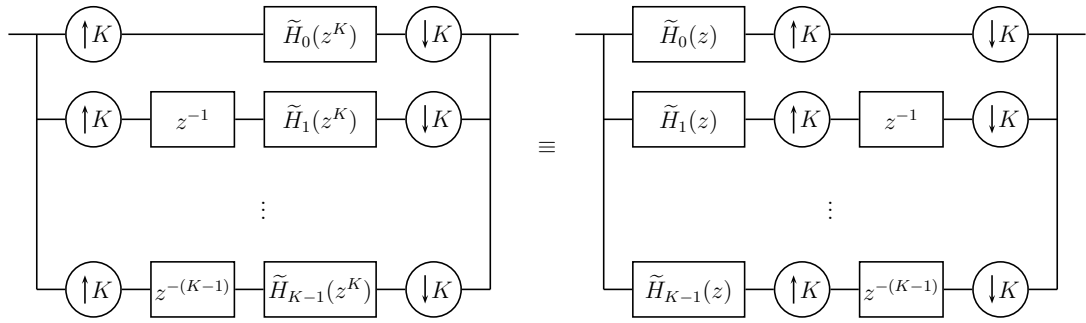 ↑K H̃₀(z^K) ↓K H̃₀(z) ↑K ↓K
↑K z⁻¹ H̃₁(z^K) ↓K H̃₁(z) ↑K z⁻¹ ↓K
≡
⋮ ⋮
↑K z^{-(K-1)} H̃_{K-1}(z^K) ↓K H̃_{K-1}(z) ↑K z^{-(K-1)} ↓K